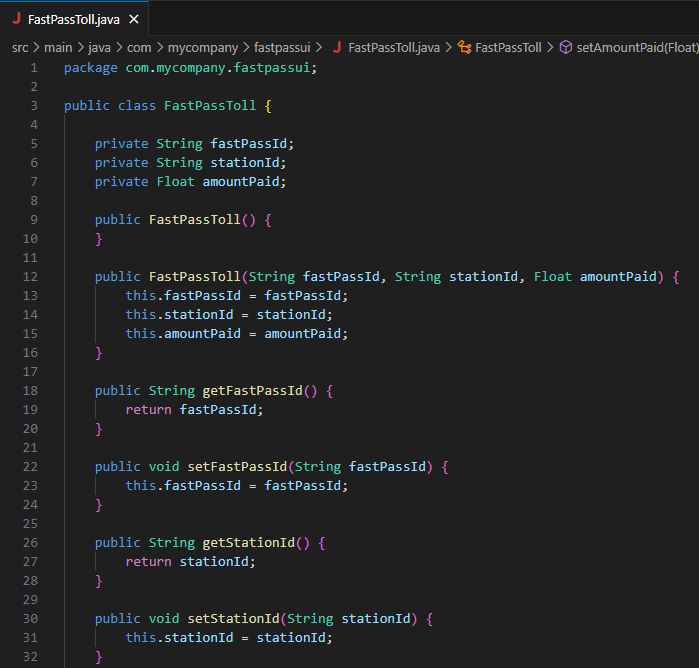 FastPassToll.java ×
src > main > java > com > mycompany > fastpassui > J FastPassToll.java > FastPassToll > setAmountPaid(Float)
1 package com.mycompany.fastpassui;
2
3 public class FastPassToll {
4
5     private String fastPassId;
6     private String stationId;
7     private Float amountPaid;
8
9     public FastPassToll() {
10     }
11
12     public FastPassToll(String fastPassId, String stationId, Float amountPaid) {
13         this.fastPassId = fastPassId;
14         this.stationId = stationId;
15         this.amountPaid = amountPaid;
16     }
17
18     public String getFastPassId() {
19         return fastPassId;
20     }
21
22     public void setFastPassId(String fastPassId) {
23         this.fastPassId = fastPassId;
24     }
25
26     public String getStationId() {
27         return stationId;
28     }
29
30     public void setStationId(String stationId) {
31         this.stationId = stationId;
32     }